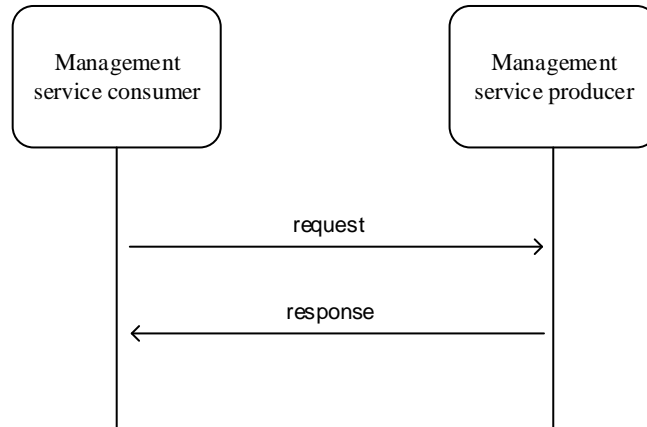 Management
service consumer
Management
service producer
request
response